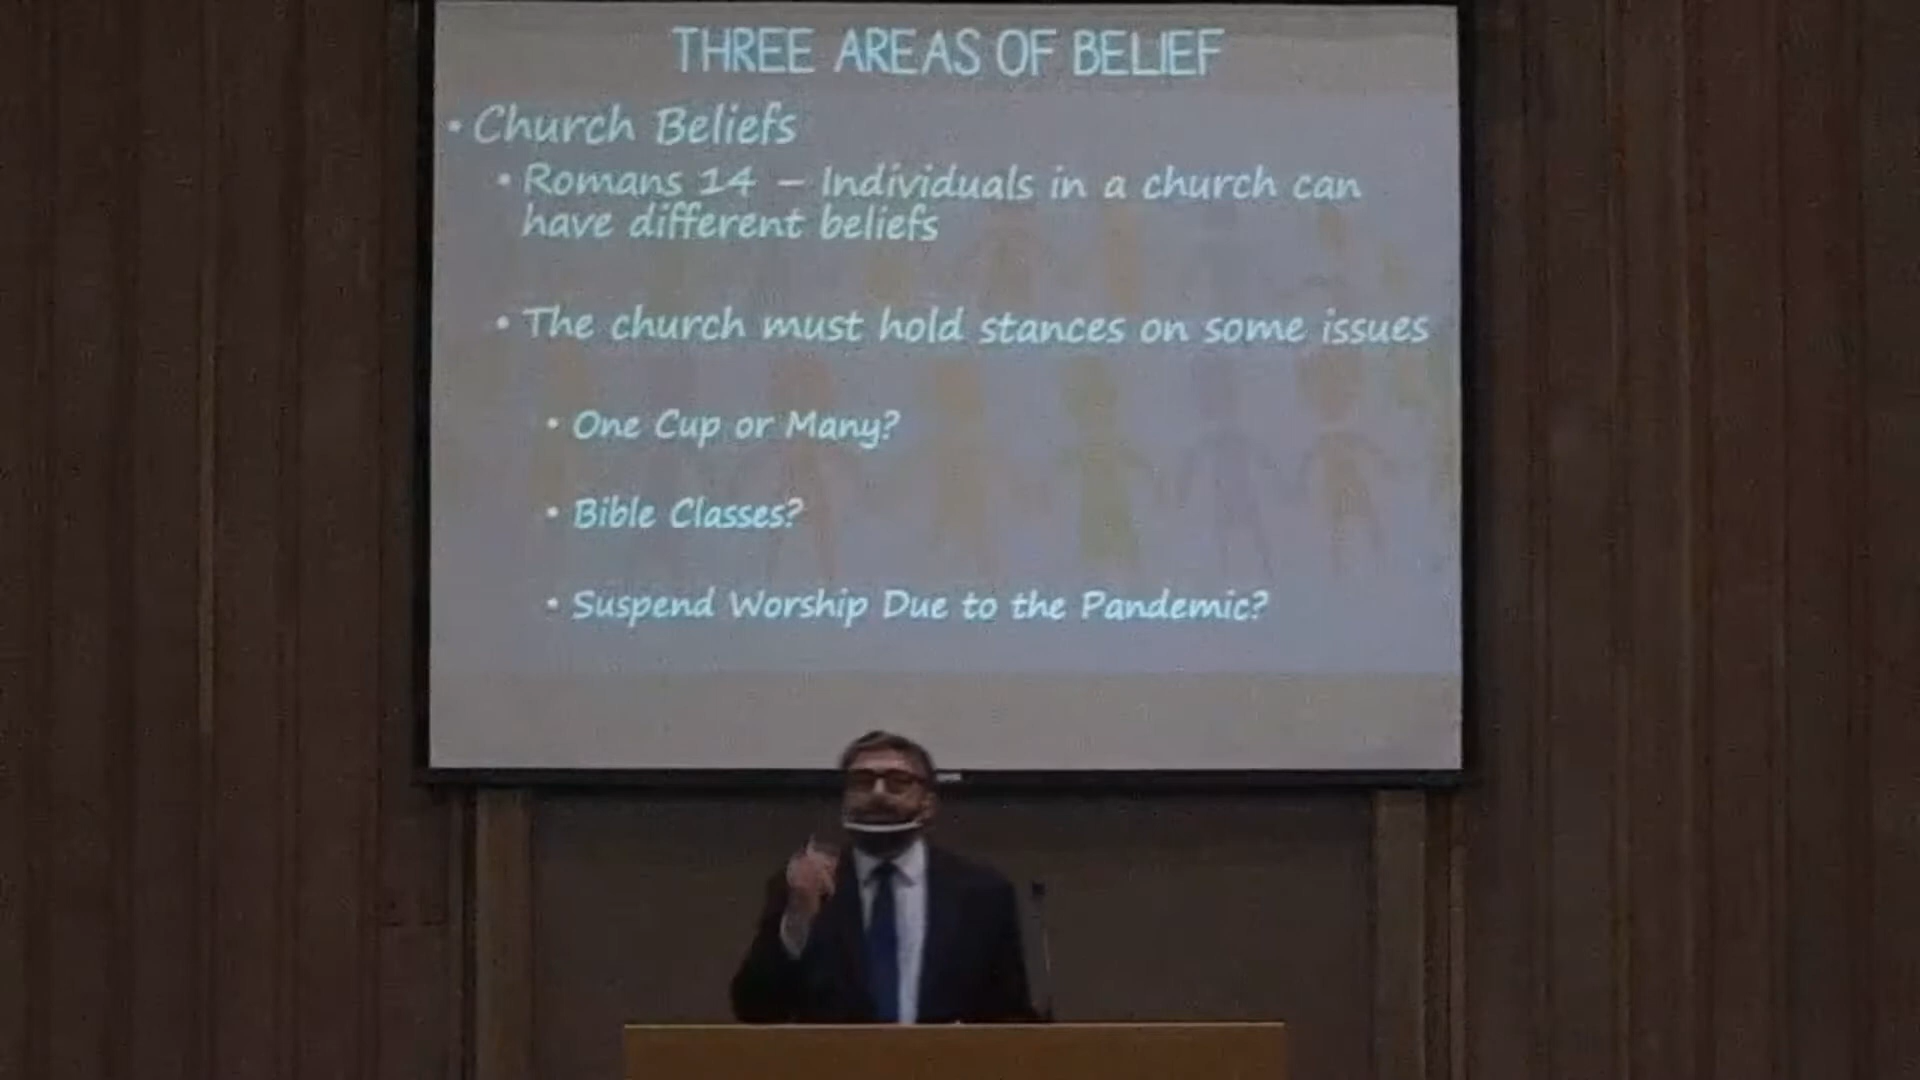 THREE AREAS OF BELIEF
• Church Beliefs
• Romans 14 – Individuals in a church can
have different beliefs
• The church must hold stances on some issues
• One Cup or Many?
• Bible Classes?
• Suspend Worship Due to the Pandemic?